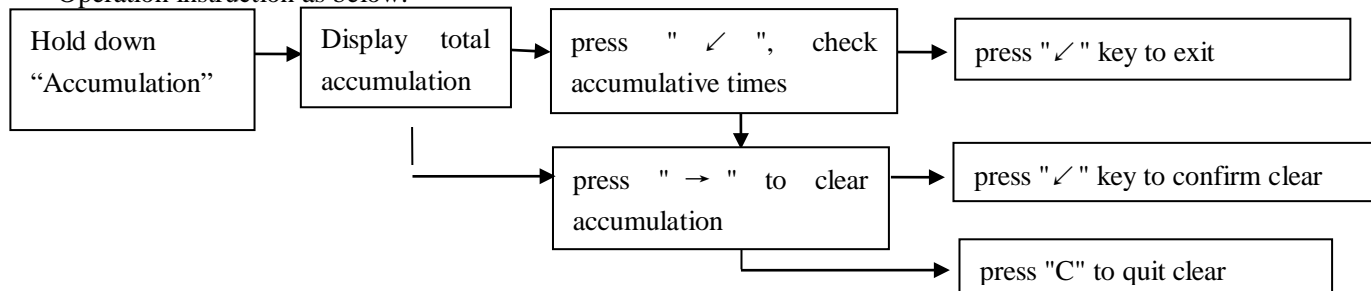 Operation instruction as below:
Hold down
“Accumulation”
Display total
accumulation
press " ↙ ", check
accumulative times
press "↙" key to exit
press " → " to clear
accumulation
press "↙" key to confirm clear
press "C" to quit clear